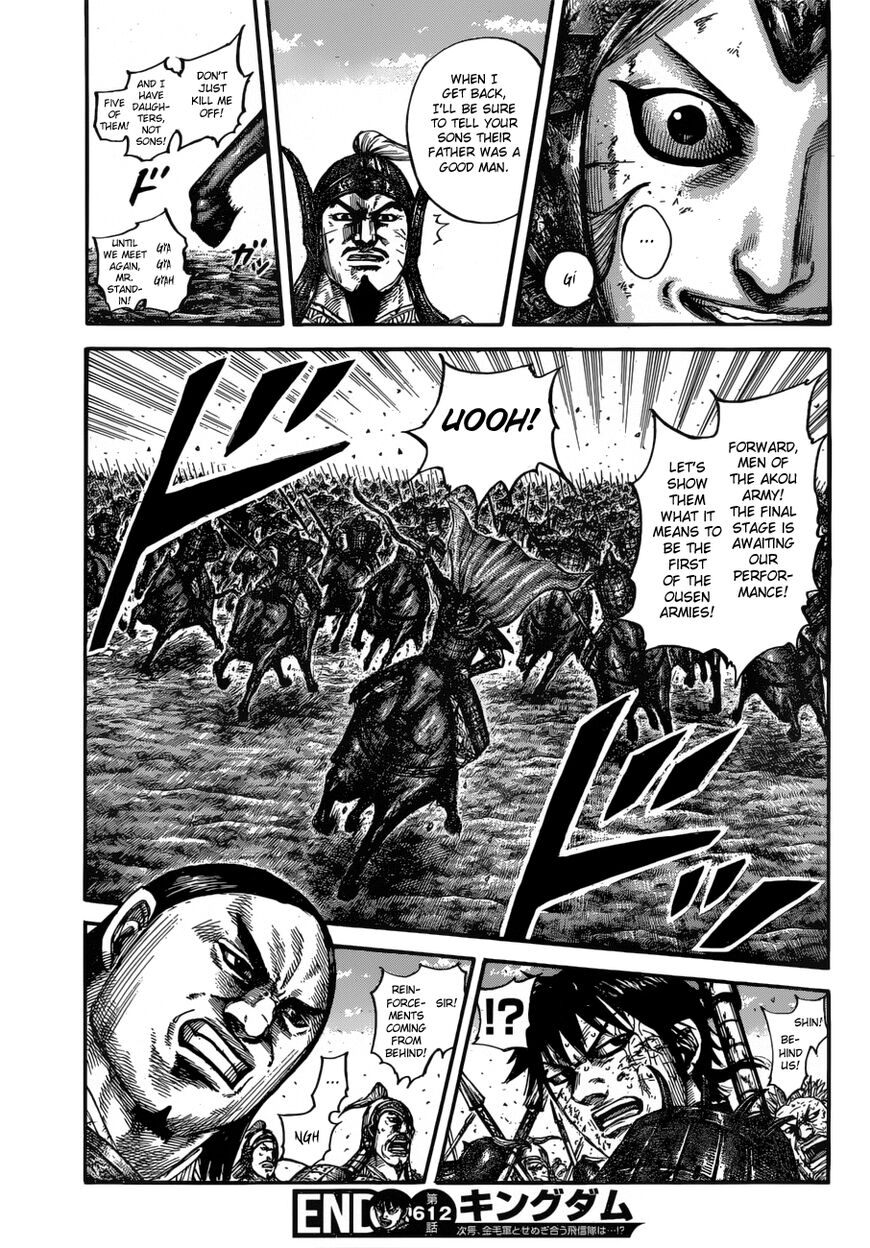 ...
GI
WHEN I
GET BACK,
I'LL BE SURE
TO TELL YOUR
SONS THEIR
FATHER WAS A
GOOD MAN.
DON'T
JUST
KILL ME
OFF!
AND I
HAVE
DAUGH-
TERS,
NOT
SONS!
FIVE
OF
THEM!
ドガッ
GYA
GYA
GYAH
UNTIL
WE MEET
AGAIN,
MR.
STAND-
IN!
FORWARD,
MEN OF
THE AKOU
ARMY!
THE FINAL
STAGE IS
AWAITING
OUR
PERFOR-
MANCE!
LET'S
SHOW
THEM
WHAT IT
MEANS TO
BE THE
FIRST
OF THE
OUSEN
ARMIES!
UOOH!
ドドドド
SHIN!
BE-
HIND
US!
!?
SIR!
REIN-
FORCE-
MENTS
COMING
FROM
BEHIND!
...
NGH
END
第612話
キングダム
次号、金毛軍とせめぎ合う飛信隊は…!?